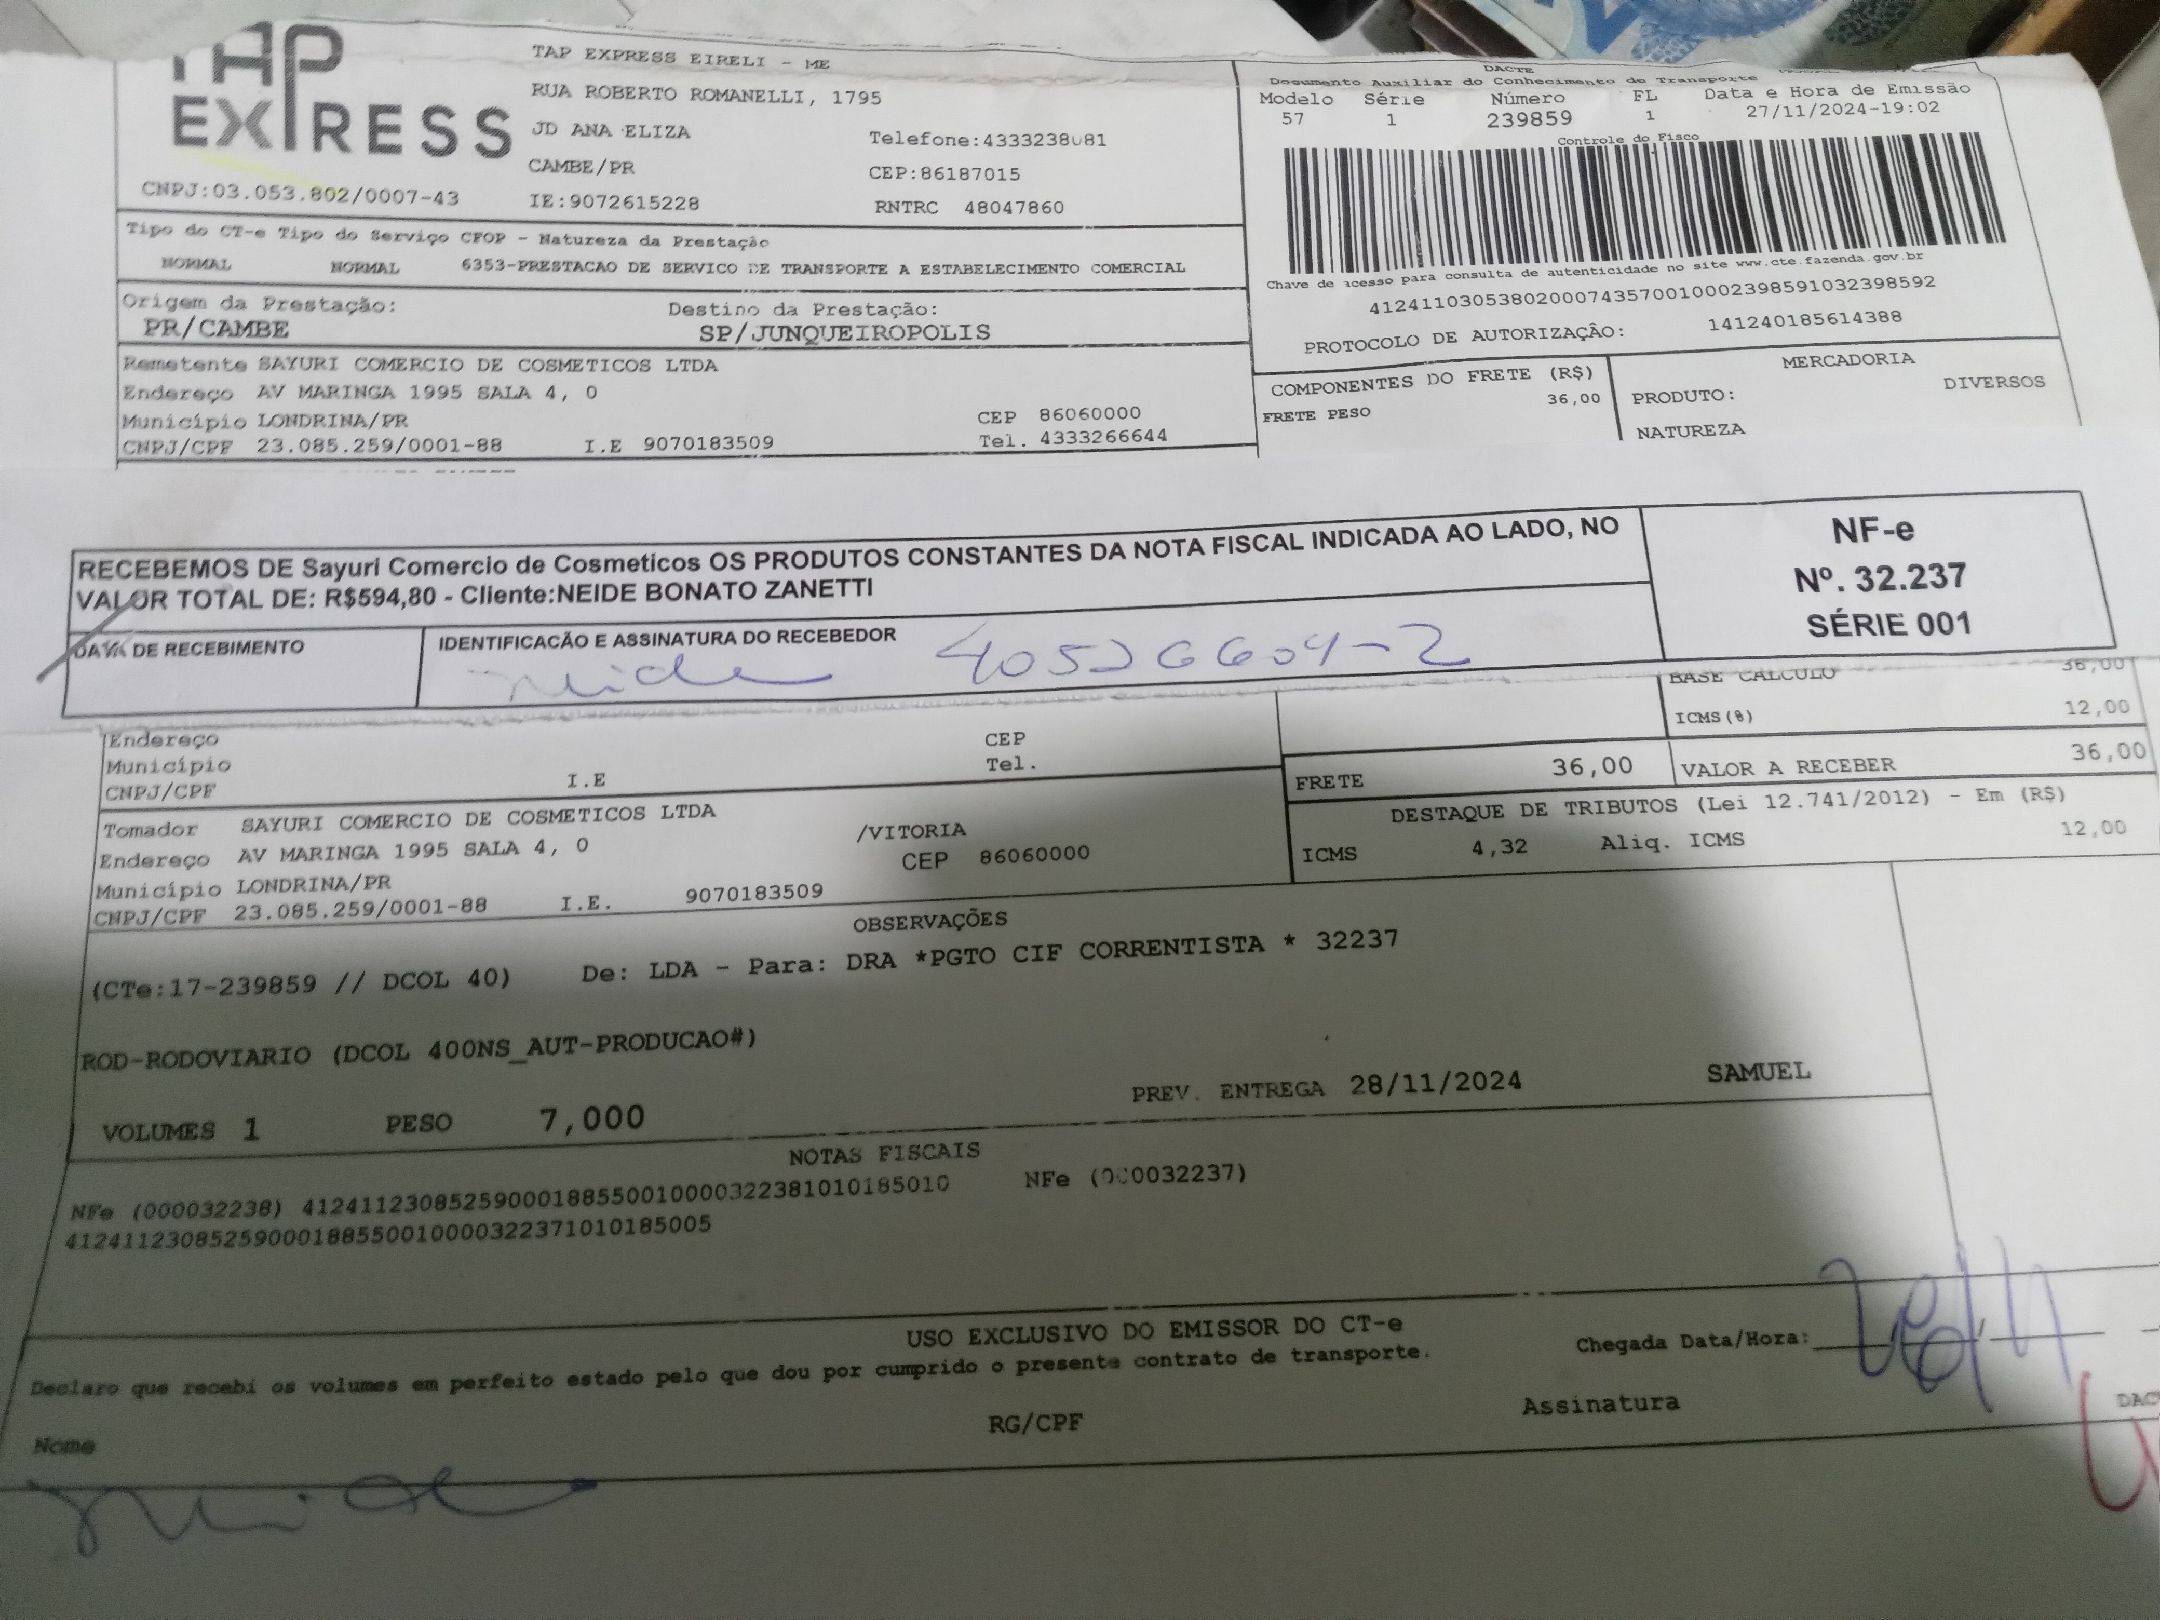 TAP
EXPRESS
CNPJ:03.053.802/0007-43
TAP EXPRESS EIRELI - ME
RUA ROBERTO ROMANELLI, 1795
JD ANA ELIZA
CAMBE/PR
IE:9072615228
Telefone:4333238081
CEP:86187015
RNTRC 48047860
DACTE
Documento Auxiliar do Conhecimento de Transporte
Modelo Série Número FL Data e Hora de Emissão
57 1 239859 1 27/11/2024-19:02
Controle do Fisco
Chave de acesso para consulta de autenticidade no site www.cte.fazenda.gov.br
41241103053802000743570010002398591032398592
PROTOCOLO DE AUTORIZAÇÃO: 141240185614388
Tipo do CT-e Tipo do Serviço CFOP - Natureza da Prestação
NORMAL NORMAL 6353-PRESTACAO DE SERVICO DE TRANSPORTE A ESTABELECIMENTO COMERCIAL
Origem da Prestação: Destino da Prestação:
PR/CAMBE SP/JUNQUEIROPOLIS
Remetente SAYURI COMERCIO DE COSMETICOS LTDA
Endereço AV MARINGA 1995 SALA 4, 0
Município LONDRINA/PR CEP 86060000
CNPJ/CPF 23.085.259/0001-88 I.E 9070183509 Tel. 4333266644
COMPONENTES DO FRETE (R$)
FRETE PESO 36,00
MERCADORIA
PRODUTO: DIVERSOS
NATUREZA
RECEBEMOS DE Sayuri Comercio de Cosmeticos OS PRODUTOS CONSTANTES DA NOTA FISCAL INDICADA AO LADO, NO
VALOR TOTAL DE: R$594,80 - Cliente:NEIDE BONATO ZANETTI
DATA DE RECEBIMENTO
IDENTIFICACÃO E ASSINATURA DO RECEBEDOR
neide 40526609-2
NF-e
Nº. 32.237
SÉRIE 001
Endereço CEP
Município Tel.
CNPJ/CPF I.E
BASE CALCULO 36,00
ICMS(%) 12,00
FRETE 36,00 VALOR A RECEBER 36,00
DESTAQUE DE TRIBUTOS (Lei 12.741/2012) - Em (R$)
ICMS 4,32 Aliq. ICMS 12,00
Tomador SAYURI COMERCIO DE COSMETICOS LTDA
Endereço AV MARINGA 1995 SALA 4, 0 /VITORIA
Município LONDRINA/PR CEP 86060000
CNPJ/CPF 23.085.259/0001-88 I.E. 9070183509
OBSERVAÇÕES
(CTe:17-239859 // DCOL 40) De: LDA - Para: DRA *PGTO CIF CORRENTISTA * 32237
ROD-RODOVIARIO (DCOL 400NS_AUT-PRODUCAO#)
PREV. ENTREGA 28/11/2024 SAMUEL
VOLUMES 1 PESO 7,000
NOTAS FISCAIS
NFe (000032238) 41241123085259000188550010000322381010185010 NFe (000032237)
41241123085259000188550010000322371010185005
USO EXCLUSIVO DO EMISSOR DO CT-e
Declaro que recebi os volumes em perfeito estado pelo que dou por cumprido o presente contrato de transporte.
Chegada Data/Hora:
Nome RG/CPF Assinatura